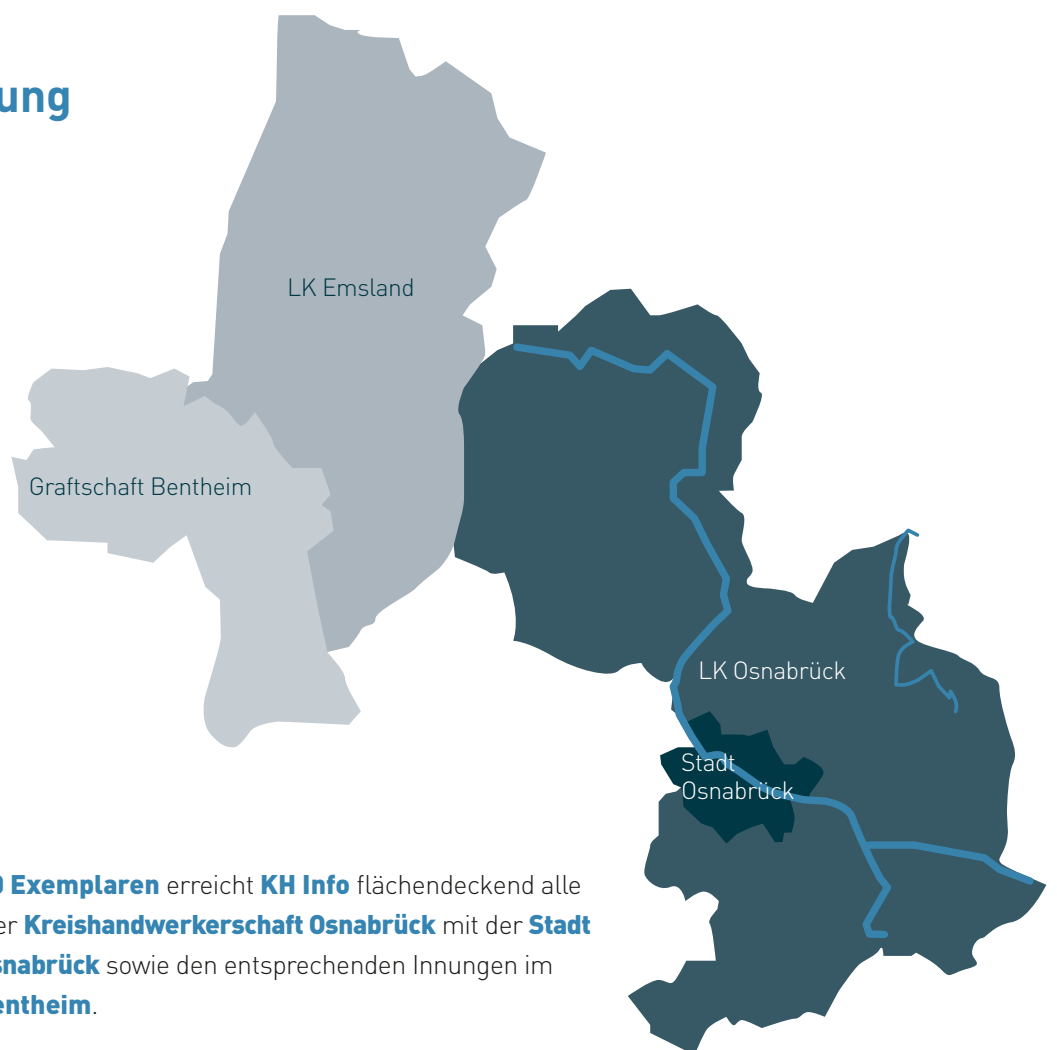 ung
LK Emsland
Graftschaft Bentheim
LK Osnabrück
Stadt
Osnabrück
0 Exemplaren erreicht KH Info flächendeckend alle
er Kreishandwerkerschaft Osnabrück mit der Stadt
snabrück sowie den entsprechenden Innungen im
entheim.